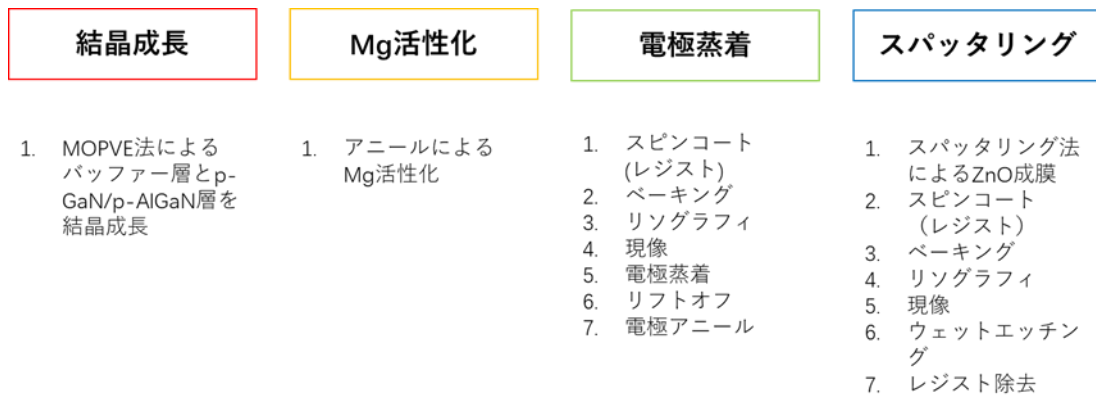 結晶成長
Mg活性化
電極蒸着
スパッタリング
1. MOPVE法による
バッファー層とp-
GaN/p-AlGaN層を
結晶成長
1. アニールによる
Mg活性化
1. スピンコート
(レジスト)
2. ベーキング
3. リソグラフィ
4. 現像
5. 電極蒸着
6. リフトオフ
7. 電極アニール
1. スパッタリング法
によるZnO成膜
2. スピンコート
（レジスト）
3. ベーキング
4. リソグラフィ
5. 現像
6. ウェットエッチン
グ
7. レジスト除去